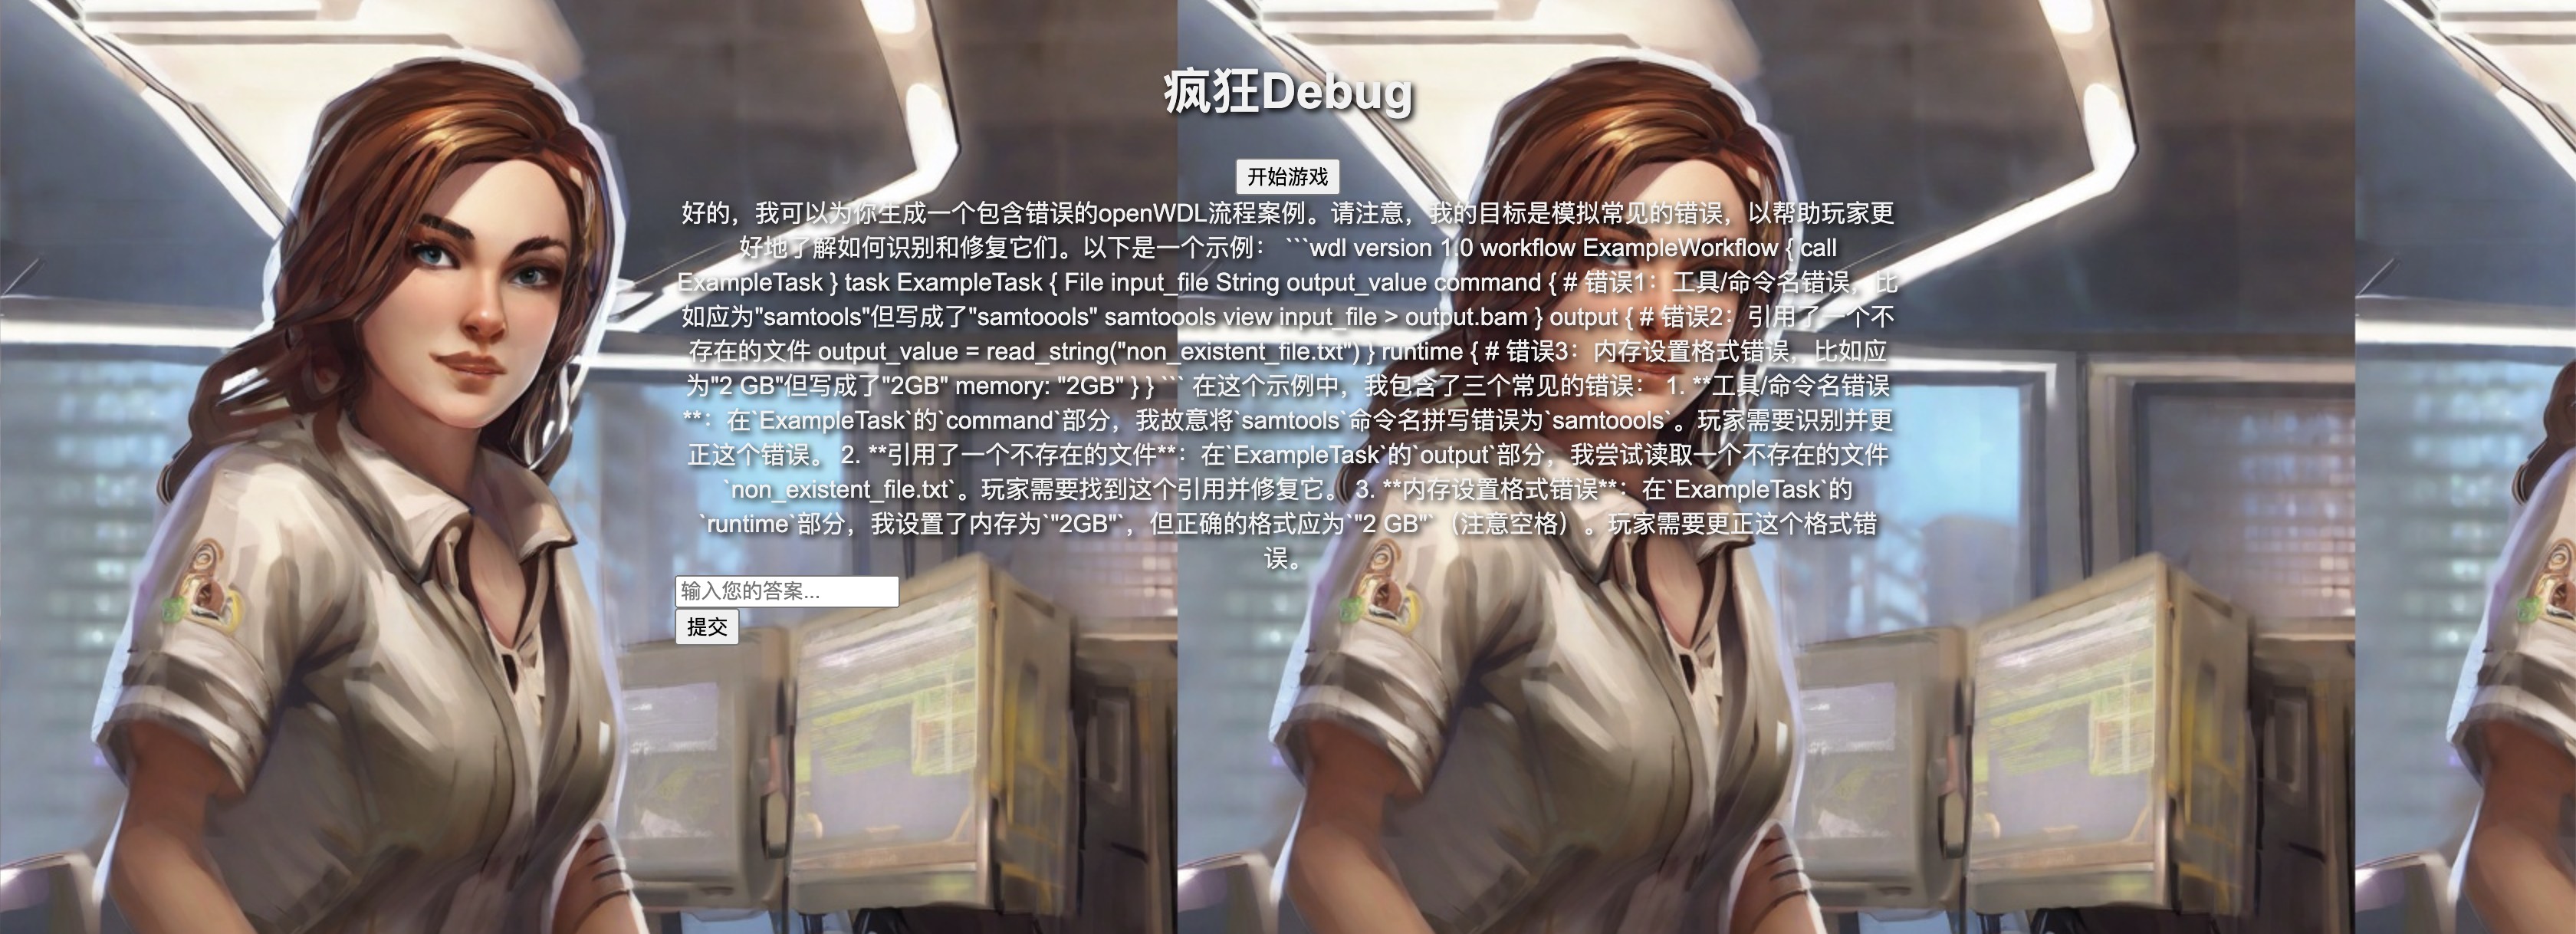 疯狂Debug
开始游戏
好的，我可以为你生成一个包含错误的openWDL流程案例。请注意，我的目标是模拟常见的错误，以帮助玩家更
好地了解如何识别和修复它们。以下是一个示例： ```wdl version 1.0 workflow ExampleWorkflow { call
ExampleTask } task ExampleTask { File input_file String output_value command { # 错误1：工具/命令名错误，比
如应为"samtools"但写成了"samtoools" samtoools view input_file > output.bam } output { # 错误2：引用了一个不
存在的文件 output_value = read_string("non_existent_file.txt") } runtime { # 错误3：内存设置格式错误，比如应
为"2 GB"但写成了"2GB" memory: "2GB" } } ``` 在这个示例中，我包含了三个常见的错误： 1. **工具/命令名错误
**：在`ExampleTask`的`command`部分，我故意将`samtools`命令名拼写错误为`samtoools`。玩家需要识别并更
正这个错误。 2. **引用了一个不存在的文件**：在`ExampleTask`的`output`部分，我尝试读取一个不存在的文件
`non_existent_file.txt`。玩家需要找到这个引用并修复它。 3. **内存设置格式错误**：在`ExampleTask`的
`runtime`部分，我设置了内存为`"2GB"`，但正确的格式应为`"2 GB"`（注意空格）。玩家需要更正这个格式错
误。
输入您的答案...
提交